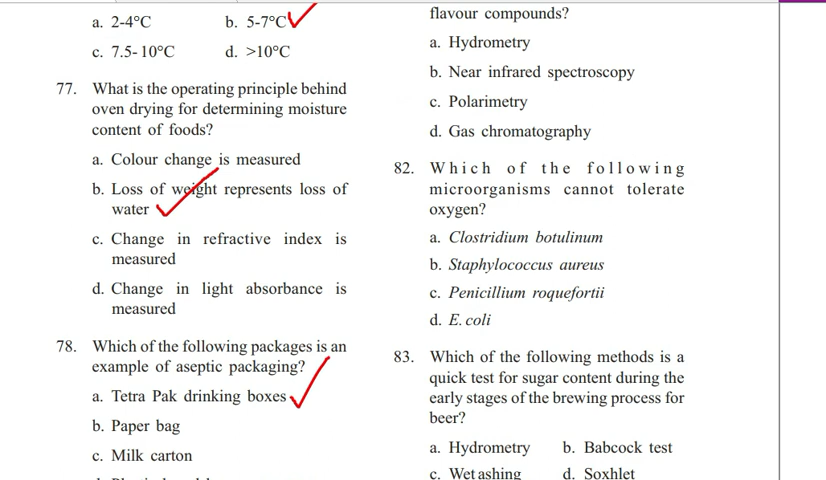 a. 2-4°C b. 5-7°C
c. 7.5- 10°C d. >10°C
77. What is the operating principle behind
oven drying for determining moisture
content of foods?
a. Colour change is measured
b. Loss of weight represents loss of
water
c. Change in refractive index is
measured
d. Change in light absorbance is
measured
78. Which of the following packages is an
example of aseptic packaging?
a. Tetra Pak drinking boxes
b. Paper bag
c. Milk carton
flavour compounds?
a. Hydrometry
b. Near infrared spectroscopy
c. Polarimetry
d. Gas chromatography
82. Which of the following
microorganisms cannot tolerate
oxygen?
a. Clostridium botulinum
b. Staphylococcus aureus
c. Penicillium roquefortii
d. E. coli
83. Which of the following methods is a
quick test for sugar content during the
early stages of the brewing process for
beer?
a. Hydrometry b. Babcock test
c. Wet ashing d. Soxhlet